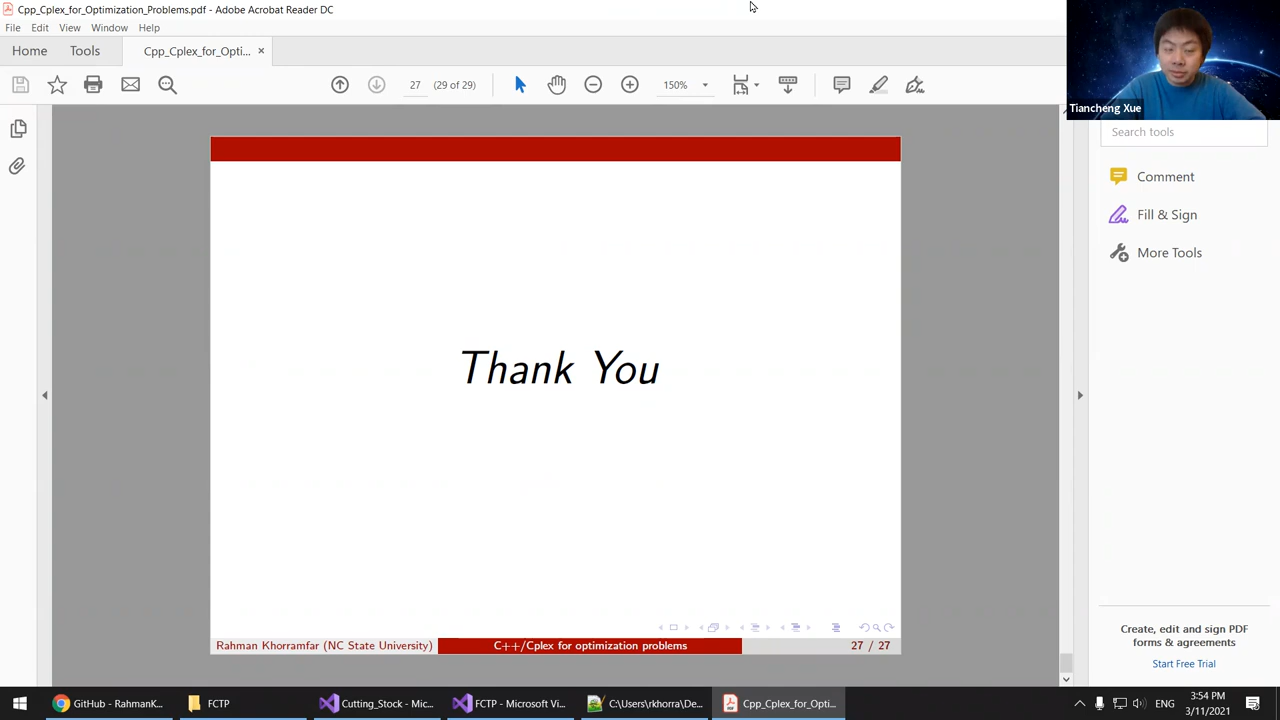 Cpp_Cplex_for_Optimization_Problems.pdf - Adobe Acrobat Reader DC
File Edit View Window Help
Home Tools Cpp_Cplex_for_Opti... ×
27 (29 of 29) 150%
Tiancheng Xue
Search tools
Comment
Fill & Sign
More Tools
Thank You
Create, edit and sign PDF
forms & agreements
Start Free Trial
Rahman Khorramfar (NC State University) C++/Cplex for optimization problems 27 / 27
GitHub - RahmanK... FCTP Cutting_Stock - Mic... FCTP - Microsoft Vi... C:\Users\rkhorra\De... Cpp_Cplex_for_Opti... ENG 3:54 PM
3/11/2021